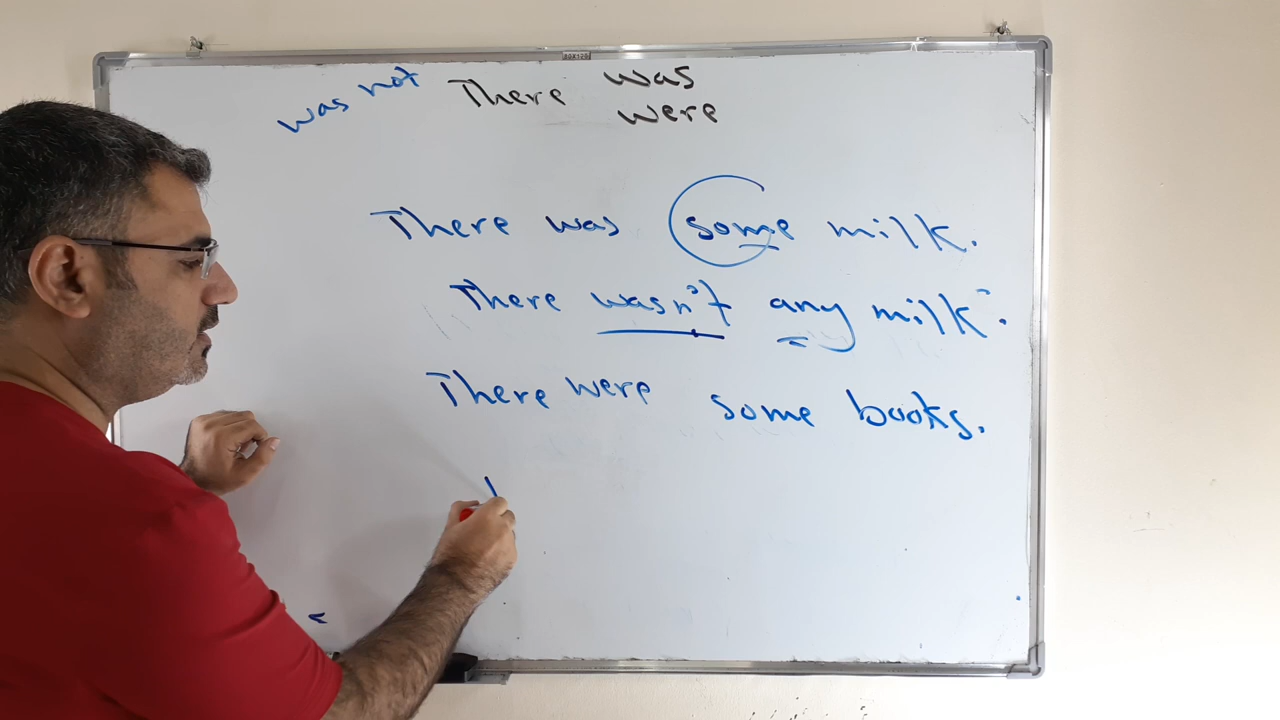 was not There was
were
There was some milk.
There wasn't any milk.
There were some books.